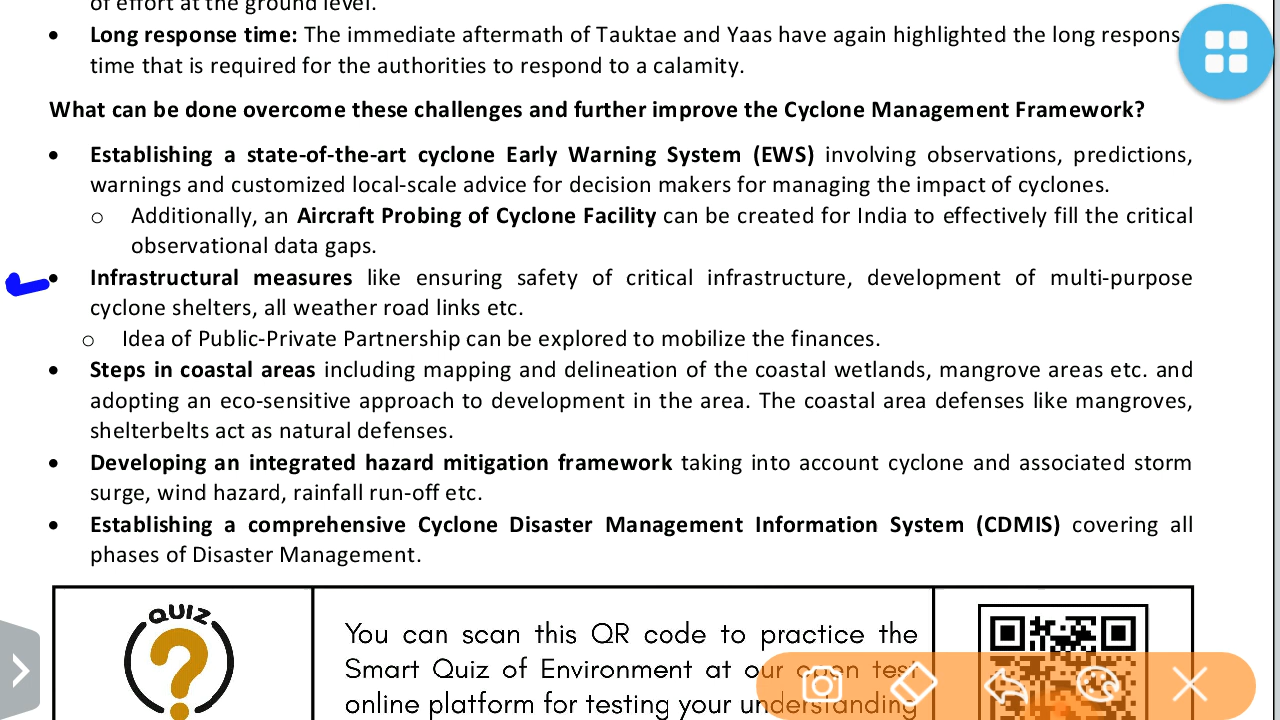 of effort at the ground level.
• Long response time: The immediate aftermath of Tauktae and Yaas have again highlighted the long respons
time that is required for the authorities to respond to a calamity.
What can be done overcome these challenges and further improve the Cyclone Management Framework?
• Establishing a state-of-the-art cyclone Early Warning System (EWS) involving observations, predictions,
warnings and customized local-scale advice for decision makers for managing the impact of cyclones.
o Additionally, an Aircraft Probing of Cyclone Facility can be created for India to effectively fill the critical
observational data gaps.
• Infrastructural measures like ensuring safety of critical infrastructure, development of multi-purpose
cyclone shelters, all weather road links etc.
o Idea of Public-Private Partnership can be explored to mobilize the finances.
• Steps in coastal areas including mapping and delineation of the coastal wetlands, mangrove areas etc. and
adopting an eco-sensitive approach to development in the area. The coastal area defenses like mangroves,
shelterbelts act as natural defenses.
• Developing an integrated hazard mitigation framework taking into account cyclone and associated storm
surge, wind hazard, rainfall run-off etc.
• Establishing a comprehensive Cyclone Disaster Management Information System (CDMIS) covering all
phases of Disaster Management.
QUIZ
You can scan this QR code to practice the
Smart Quiz of Environment at our open test
online platform for testing your understanding